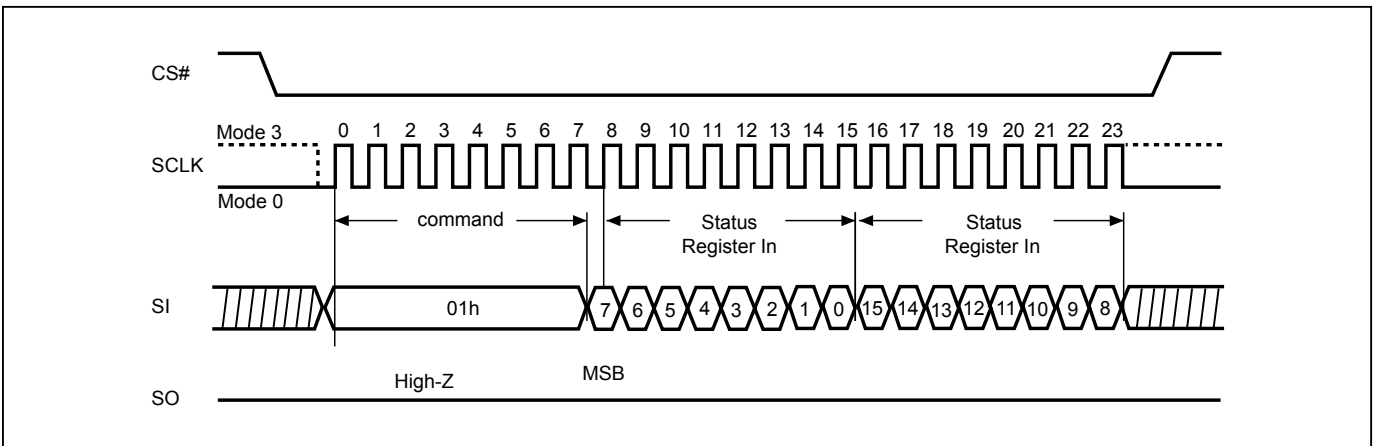 CS#
Mode 3
0 1 2 3 4 5 6 7 8 9 10 11 12 13 14 15 16 17 18 19 20 21 22 23
SCLK
Mode 0
command
Status
Register In
Status
Register In
SI
01h
7 6 5 4 3 2 1 0 15 14 13 12 11 10 9 8
High-Z
MSB
SO